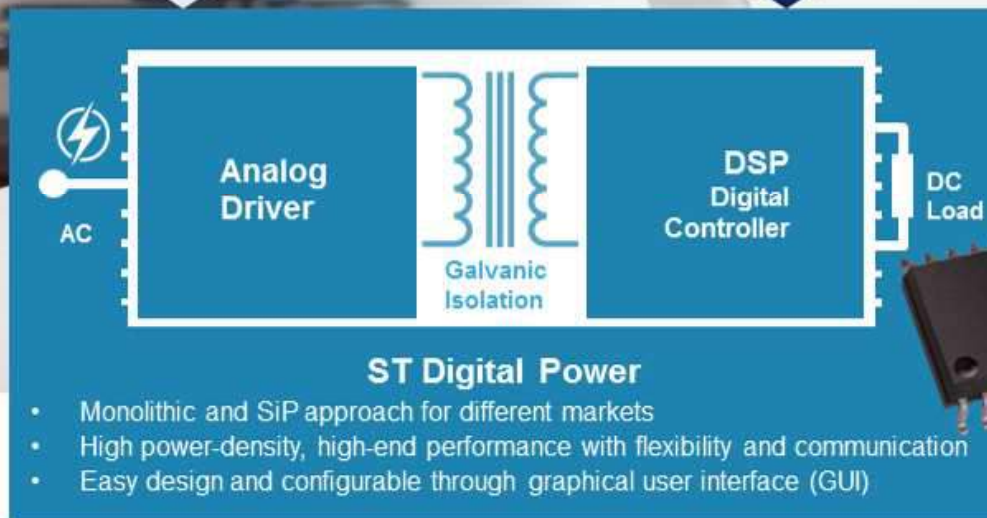 Analog
Driver
AC
Galvanic
Isolation
DSP
Digital
Controller
DC
Load
ST Digital Power
• Monolithic and SiP approach for different markets
• High power-density, high-end performance with flexibility and communication
• Easy design and configurable through graphical user interface (GUI)